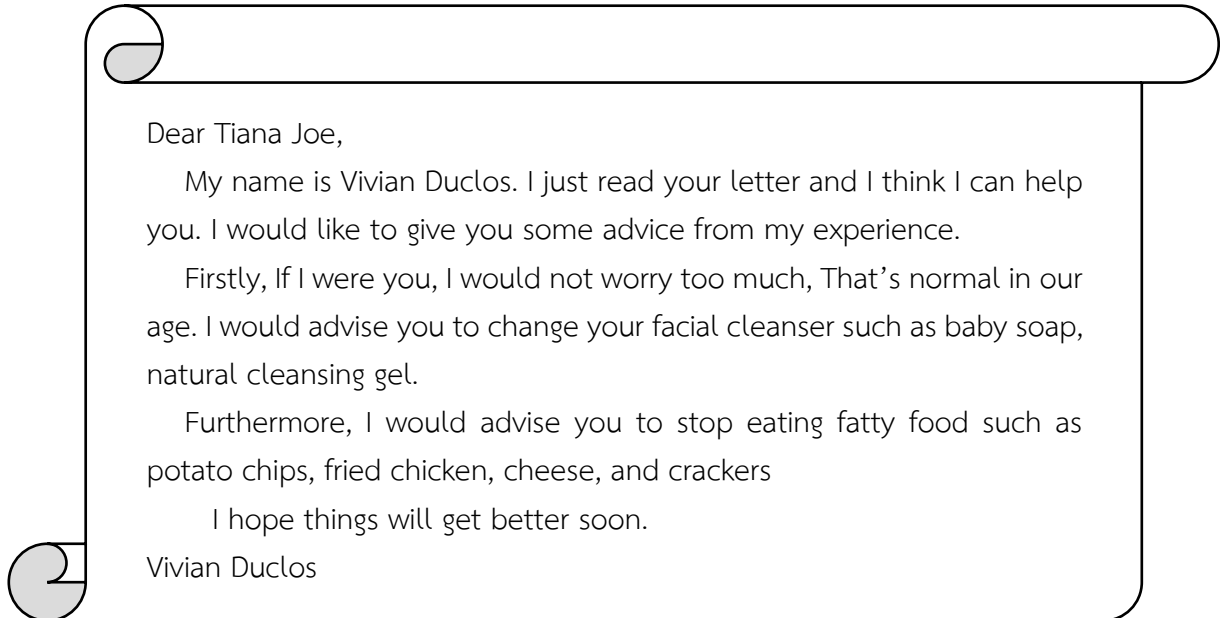 Dear Tiana Joe,
My name is Vivian Duclos. I just read your letter and I think I can help
you. I would like to give you some advice from my experience.
Firstly, If I were you, I would not worry too much, That’s normal in our
age. I would advise you to change your facial cleanser such as baby soap,
natural cleansing gel.
Furthermore, I would advise you to stop eating fatty food such as
potato chips, fried chicken, cheese, and crackers
I hope things will get better soon.
Vivian Duclos